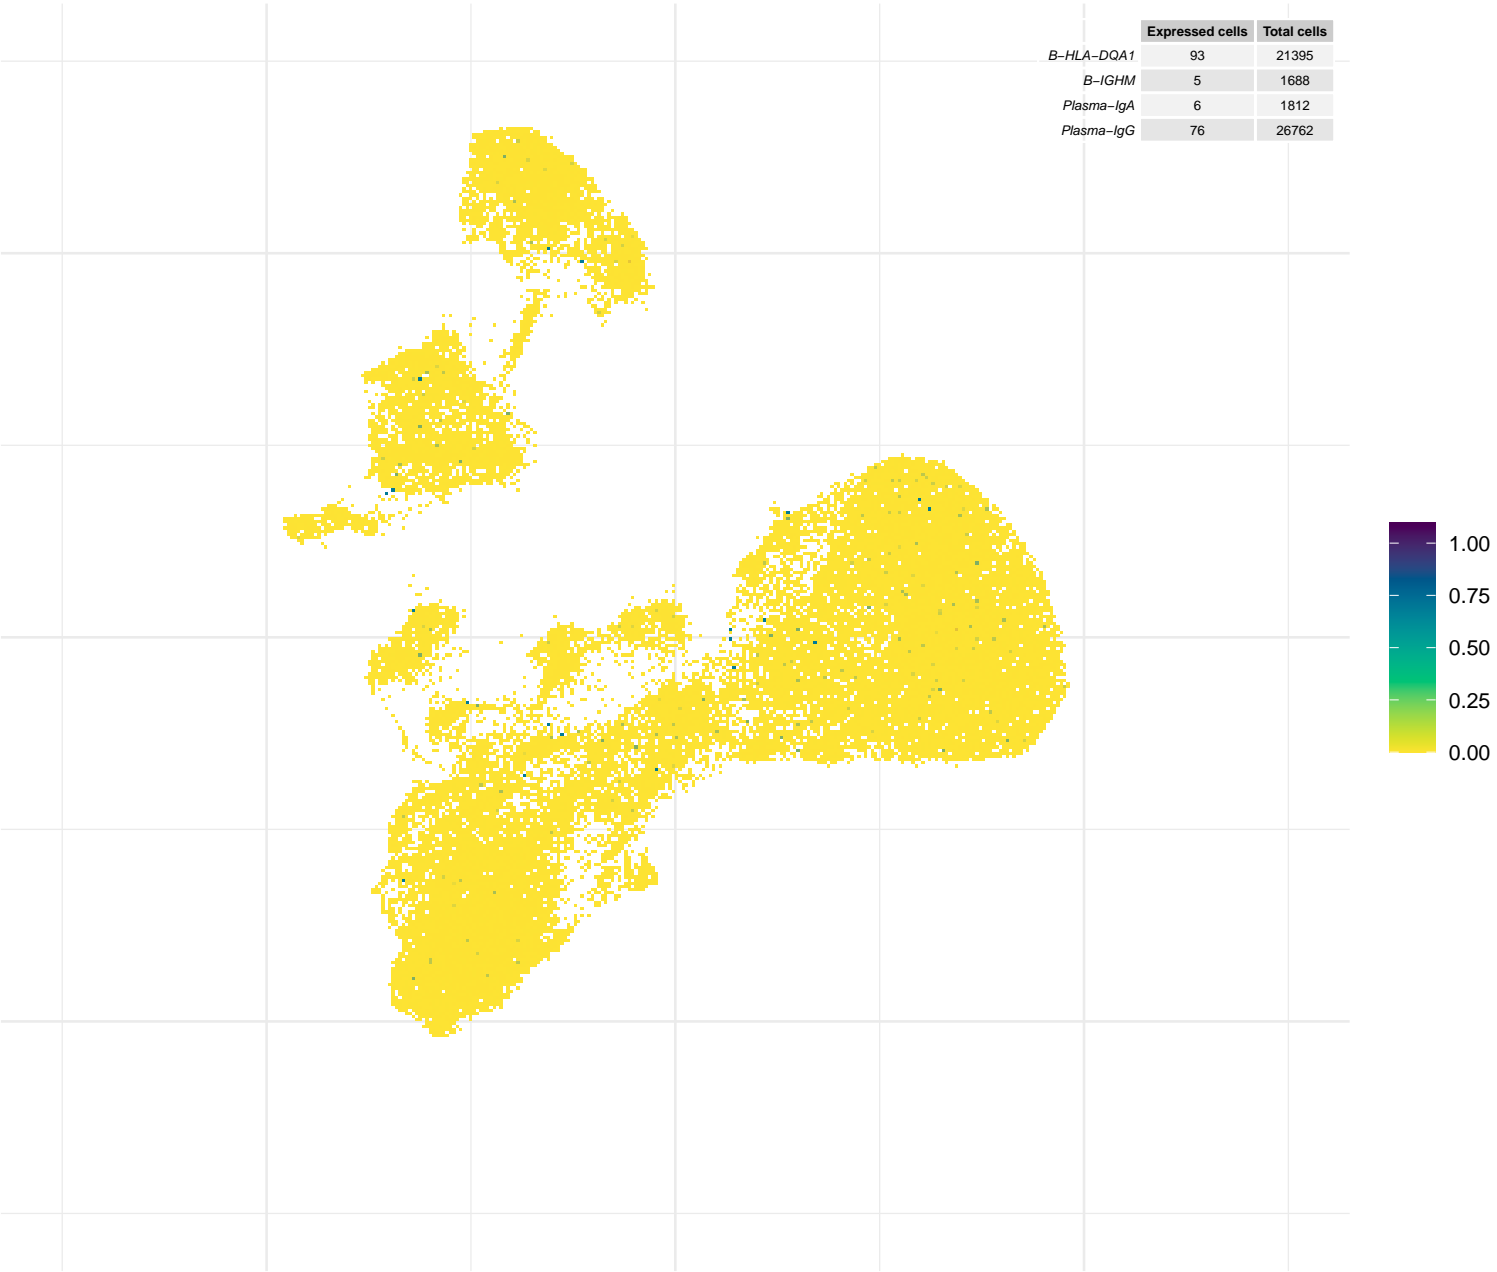 Expressed cells Total cells
B−HLA−DQA1 93 21395
B−IGHM 5 1688
Plasma−IgA 6 1812
Plasma−IgG 76 26762
1.00
0.75
0.50
0.25
0.00